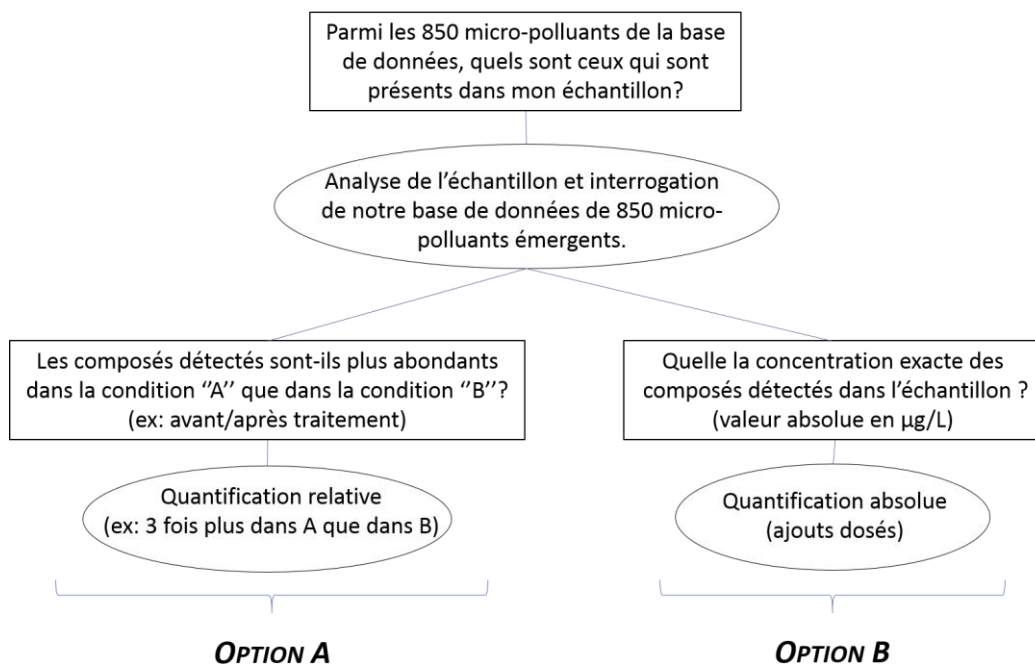 Parmi les 850 micro-polluants de la base
de données, quels sont ceux qui sont
présents dans mon échantillon?
Analyse de l’échantillon et interrogation
de notre base de données de 850 micro-
polluants émergents.
Les composés détectés sont-ils plus abondants
dans la condition ‘’A’’ que dans la condition ‘’B’’?
(ex: avant/après traitement)
Quantification relative
(ex: 3 fois plus dans A que dans B)
OPTION A
Quelle la concentration exacte des
composés détectés dans l’échantillon ?
(valeur absolue en µg/L)
Quantification absolue
(ajouts dosés)
OPTION B